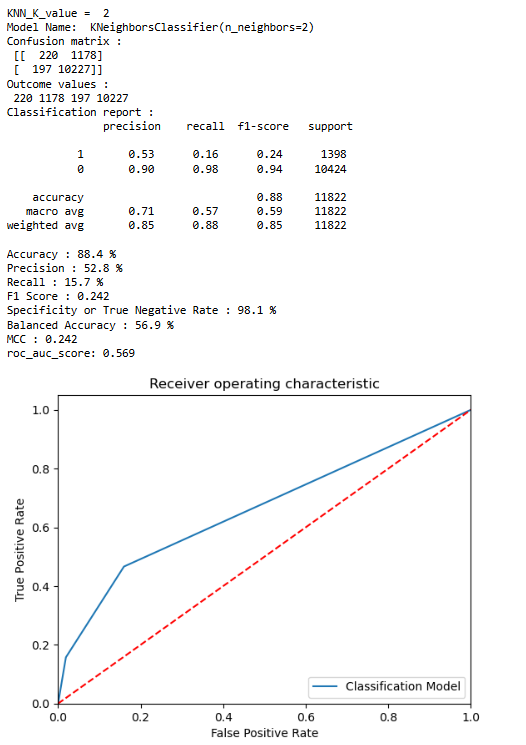 KNN_K_value =  2
Model Name:  KNeighborsClassifier(n_neighbors=2)
Confusion matrix :
 [[  220  1178]
 [  197 10227]]
Outcome values :
 220 1178 197 10227
Classification report :
              precision    recall  f1-score   support

           1       0.53      0.16      0.24      1398
           0       0.90      0.98      0.94     10424

    accuracy                           0.88     11822
   macro avg       0.71      0.57      0.59     11822
weighted avg       0.85      0.88      0.85     11822

Accuracy : 88.4 %
Precision : 52.8 %
Recall : 15.7 %
F1 Score : 0.242
Specificity or True Negative Rate : 98.1 %
Balanced Accuracy : 56.9 %
MCC : 0.242
roc_auc_score: 0.569
Receiver operating characteristic
True Positive Rate
1.0
0.8
0.6
0.4
0.2
0.0
Classification Model
0.0 0.2 0.4 0.6 0.8 1.0
False Positive Rate